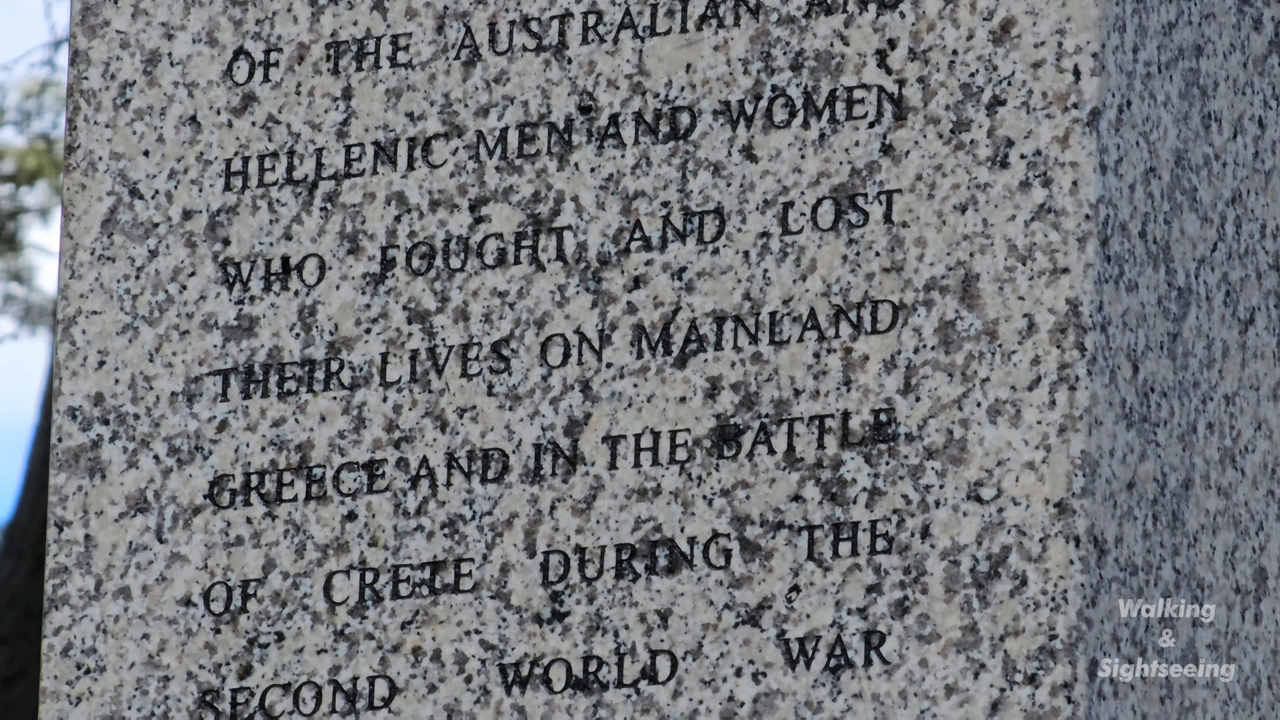 OF THE AUSTRALIAN AND
HELLENIC MEN AND WOMEN
WHO FOUGHT AND LOST
THEIR LIVES ON MAINLAND
GREECE AND IN THE BATTLE
OF CRETE DURING THE
SECOND WORLD WAR
Walking
&
Sightseeing